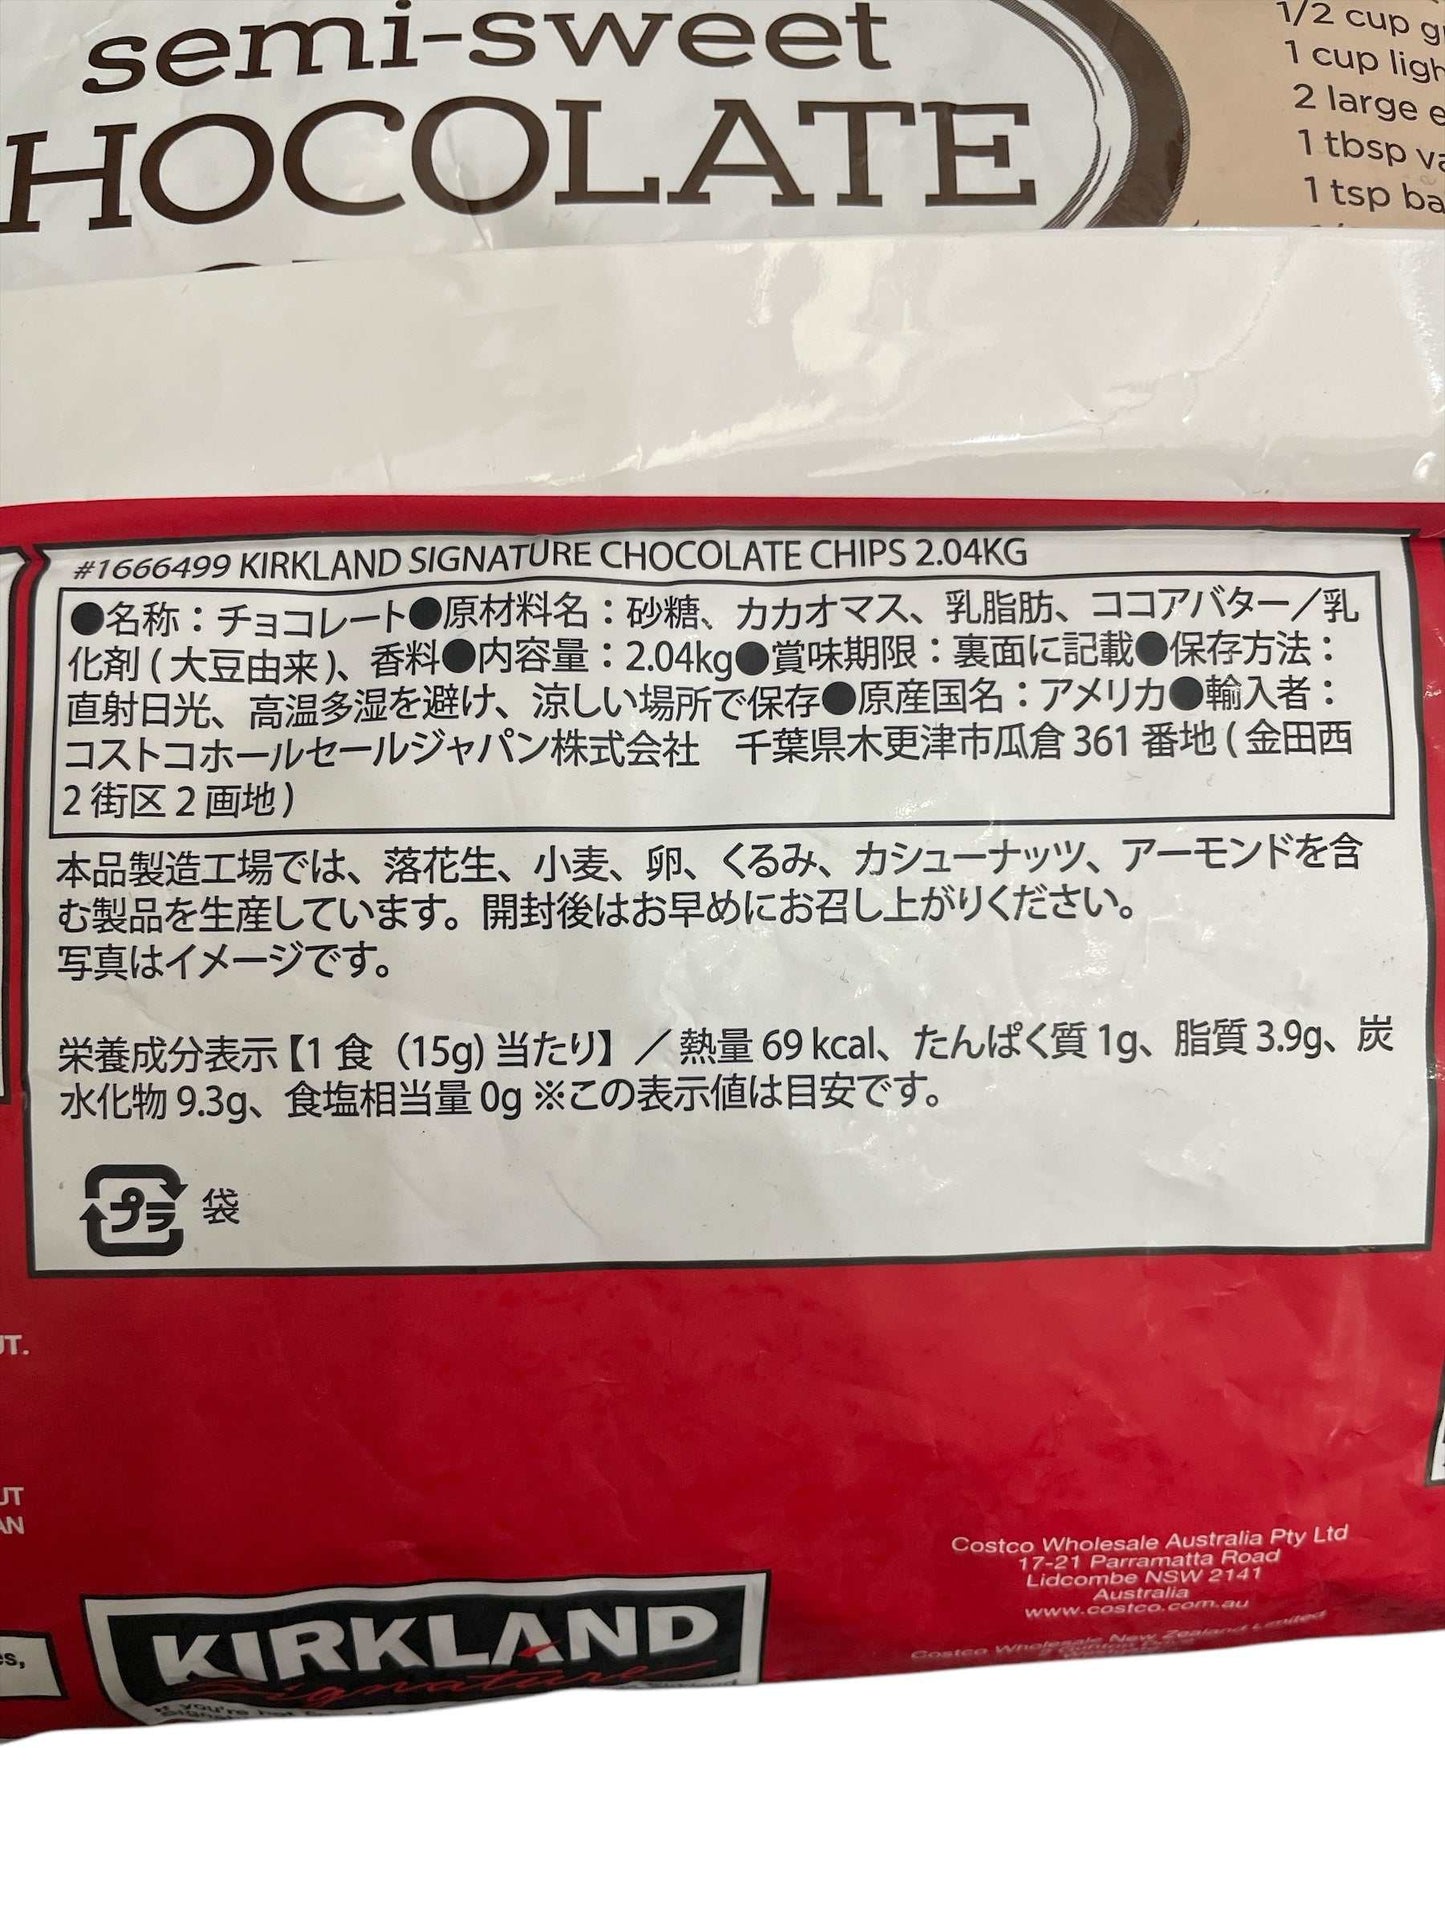 semi-sweet
HOCOLATE
1/2 cup
1 cup
2 large
1 tbsp
1 tsp
#1666499 KIRKLAND SIGNATURE CHOCOLATE CHIPS 2.04KG
●名称：チョコレート●原材料名：砂糖、カカオマス、乳脂肪、ココアバター／乳
化剤 ( 大豆由来 )、香料●内容量：2.04kg●賞味期限：裏面に記載●保存方法：
直射日光、高温多湿を避け、涼しい場所で保存●原産国名：アメリカ●輸入者：
コストコホールセールジャパン株式会社　千葉県木更津市瓜倉 361 番地 ( 金田西
2 街区 2 画地 )
本品製造工場では、落花生、小麦、卵、くるみ、カシューナッツ、アーモンドを含
む製品を生産しています。開封後はお早めにお召し上がりください。
写真はイメージです。
栄養成分表示【1 食（15g) 当たり】／熱量 69 kcal、たんぱく質 1g、脂質 3.9g、炭
水化物 9.3g、食塩相当量 0g ※この表示値は目安です。
プラ 袋
UT.
UT
AN
Costco Wholesale Australia Pty Ltd
17-21 Parramatta Road
Lidcombe NSW 2141
Australia
www.costco.com.au
Costco Wholesale New Zealand Limited
KIRKLAND
Signature